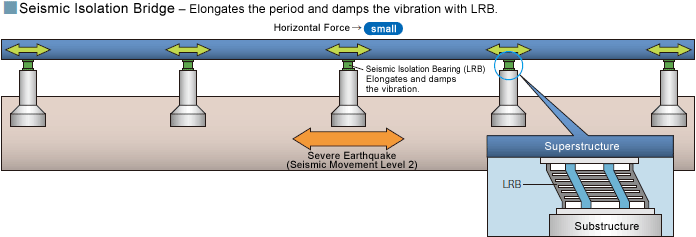 Seismic Isolation Bridge – Elongates the period and damps the vibration with LRB.
Horizontal Force → small
Seismic Isolation Bearing (LRB)
Elongates and damps
the vibration.
Severe Earthquake
(Seismic Movement Level 2)
Superstructure
LRB
Substructure